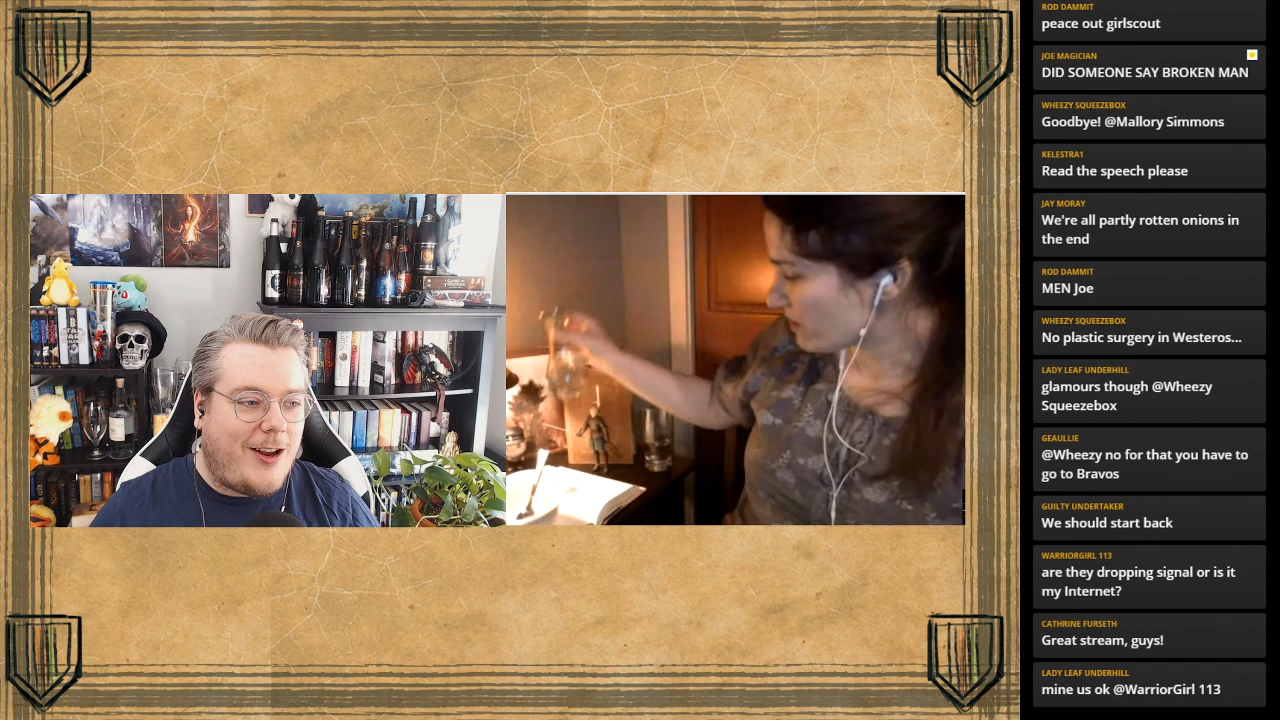 ROD DAMMIT
peace out girlscout
JOE MAGICIAN
DID SOMEONE SAY BROKEN MAN
WHEEZY SQUEEZEBOX
Goodbye! @Mallory Simmons
KELESTRA1
Read the speech please
JAY MORAY
We're all partly rotten onions in
the end
ROD DAMMIT
MEN Joe
WHEEZY SQUEEZEBOX
No plastic surgery in Westeros...
LADY LEAF UNDERHILL
glamours though @Wheezy
Squeezebox
GEAULLIE
@Wheezy no for that you have to
go to Bravos
GUILTY UNDERTAKER
We should start back
WARRIORGIRL 113
are they dropping signal or is it
my Internet?
CATHRINE FURSETH
Great stream, guys!
LADY LEAF UNDERHILL
mine us ok @WarriorGirl 113